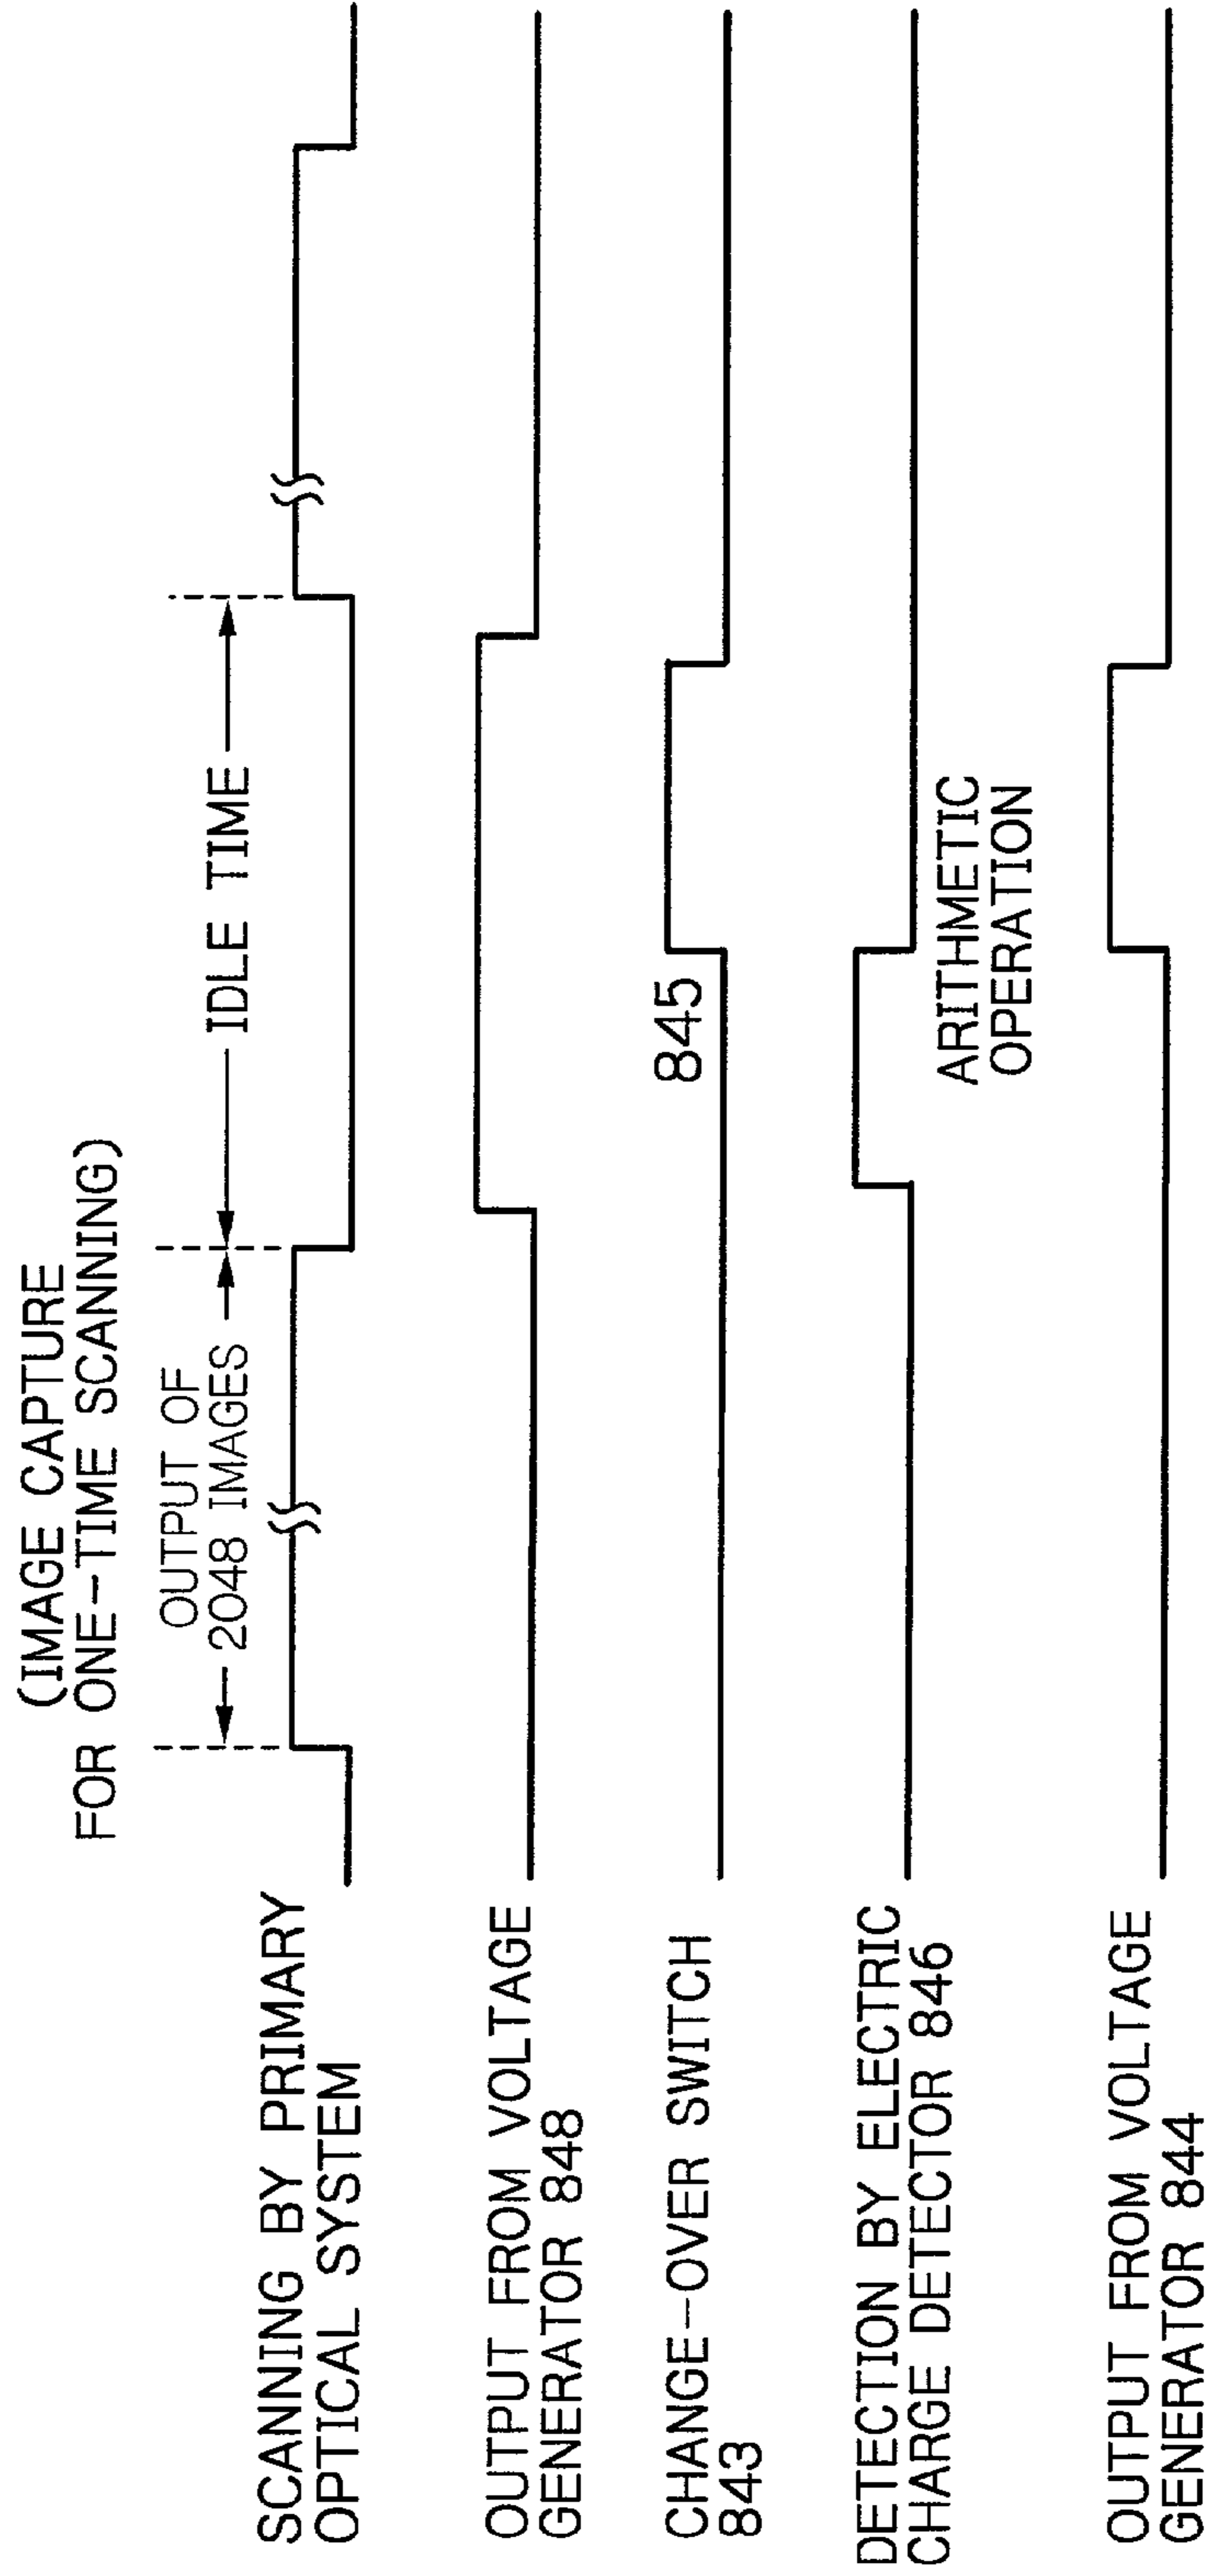 (IMAGE CAPTURE
FOR ONE-TIME SCANNING)
OUTPUT OF
2048 IMAGES
IDLE TIME
SCANNING BY PRIMARY
OPTICAL SYSTEM
OUTPUT FROM VOLTAGE
GENERATOR 848
CHANGE-OVER SWITCH
843
845
DETECTION BY ELECTRIC
CHARGE DETECTOR 846
ARITHMETIC
OPERATION
OUTPUT FROM VOLTAGE
GENERATOR 844